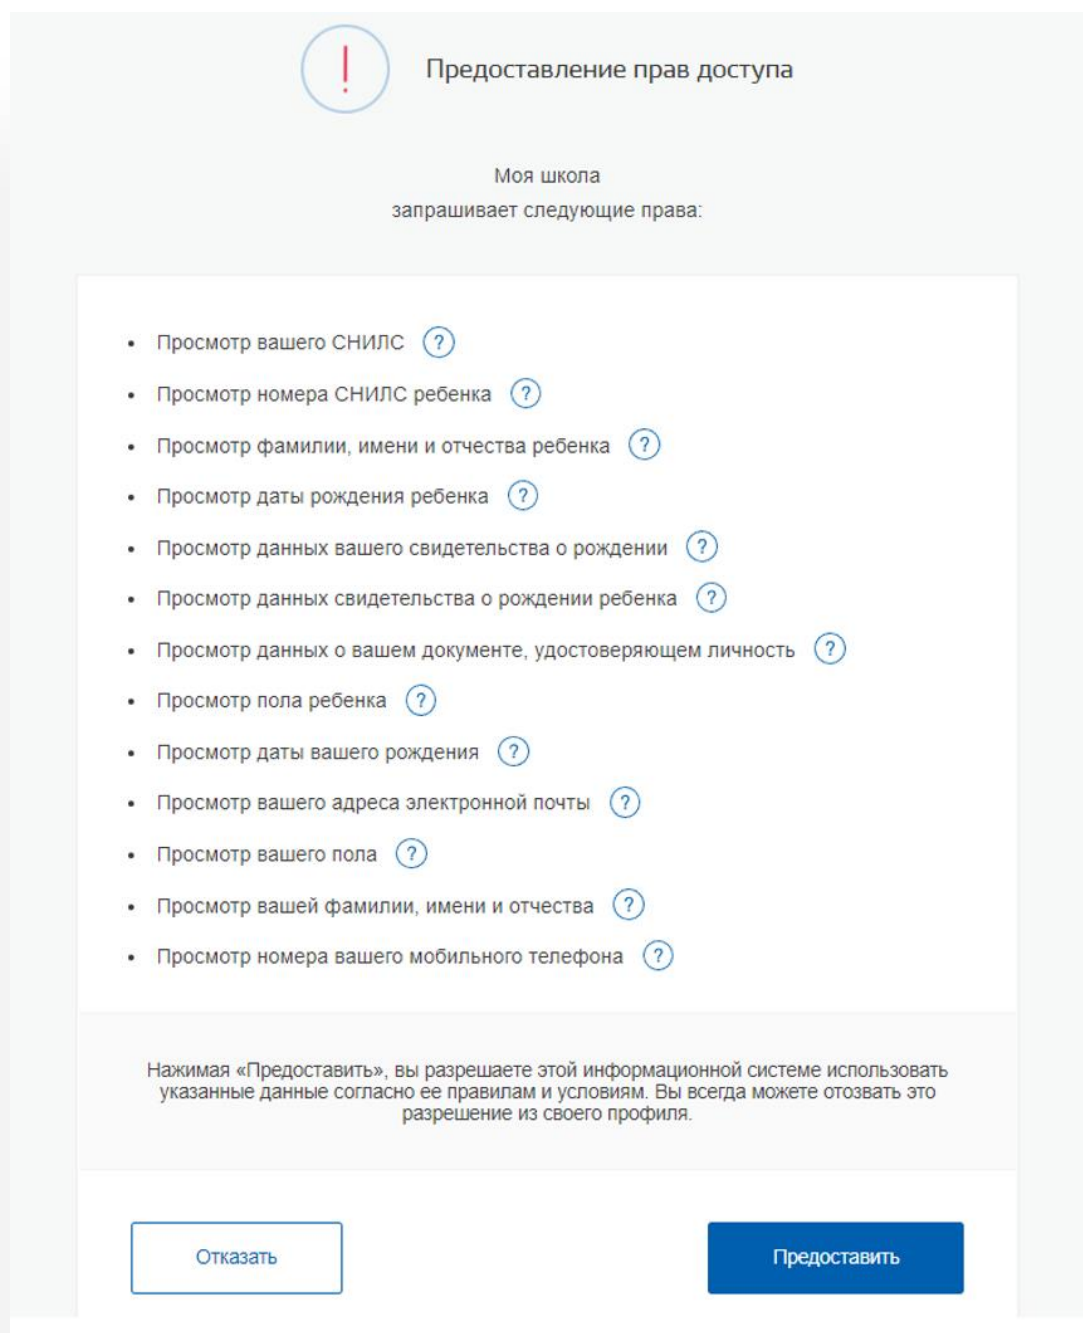 !
Предоставление прав доступа
Моя школа
запрашивает следующие права:
• Просмотр вашего СНИЛС ?
• Просмотр номера СНИЛС ребенка ?
• Просмотр фамилии, имени и отчества ребенка ?
• Просмотр даты рождения ребенка ?
• Просмотр данных вашего свидетельства о рождении ?
• Просмотр данных свидетельства о рождении ребенка ?
• Просмотр данных о вашем документе, удостоверяющем личность ?
• Просмотр пола ребенка ?
• Просмотр даты вашего рождения ?
• Просмотр вашего адреса электронной почты ?
• Просмотр вашего пола ?
• Просмотр вашей фамилии, имени и отчества ?
• Просмотр номера вашего мобильного телефона ?
Нажимая «Предоставить», вы разрешаете этой информационной системе использовать
указанные данные согласно ее правилам и условиям. Вы всегда можете отозвать это
разрешение из своего профиля.
Отказать
Предоставить